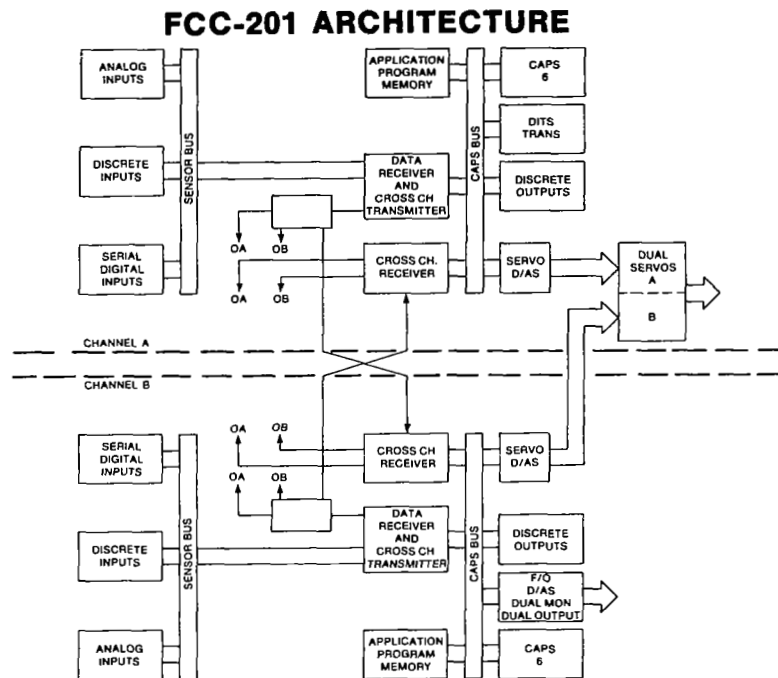 FCC-201 ARCHITECTURE
ANALOG
INPUTS
DISCRETE
INPUTS
SERIAL
DIGITAL
INPUTS
SENSOR BUS
APPLICATION
PROGRAM
MEMORY
DATA
RECEIVER
AND
CROSS CH
TRANSMITTER
OA
OB
OA
OB
CROSS CH.
RECEIVER
CAPS BUS
CAPS
6
DITS
TRANS
DISCRETE
OUTPUTS
SERVO
D/AS
DUAL
SERVOS
A
B
CHANNEL A
CHANNEL B
SERIAL
DIGITAL
INPUTS
DISCRETE
INPUTS
ANALOG
INPUTS
SENSOR BUS
OA
OB
OA
OB
CROSS CH
RECEIVER
DATA
RECEIVER
AND
CROSS CH
TRANSMITTER
APPLICATION
PROGRAM
MEMORY
CAPS BUS
SERVO
D/AS
DISCRETE
OUTPUTS
F/O
D/AS
DUAL MON
DUAL OUTPUT
CAPS
6